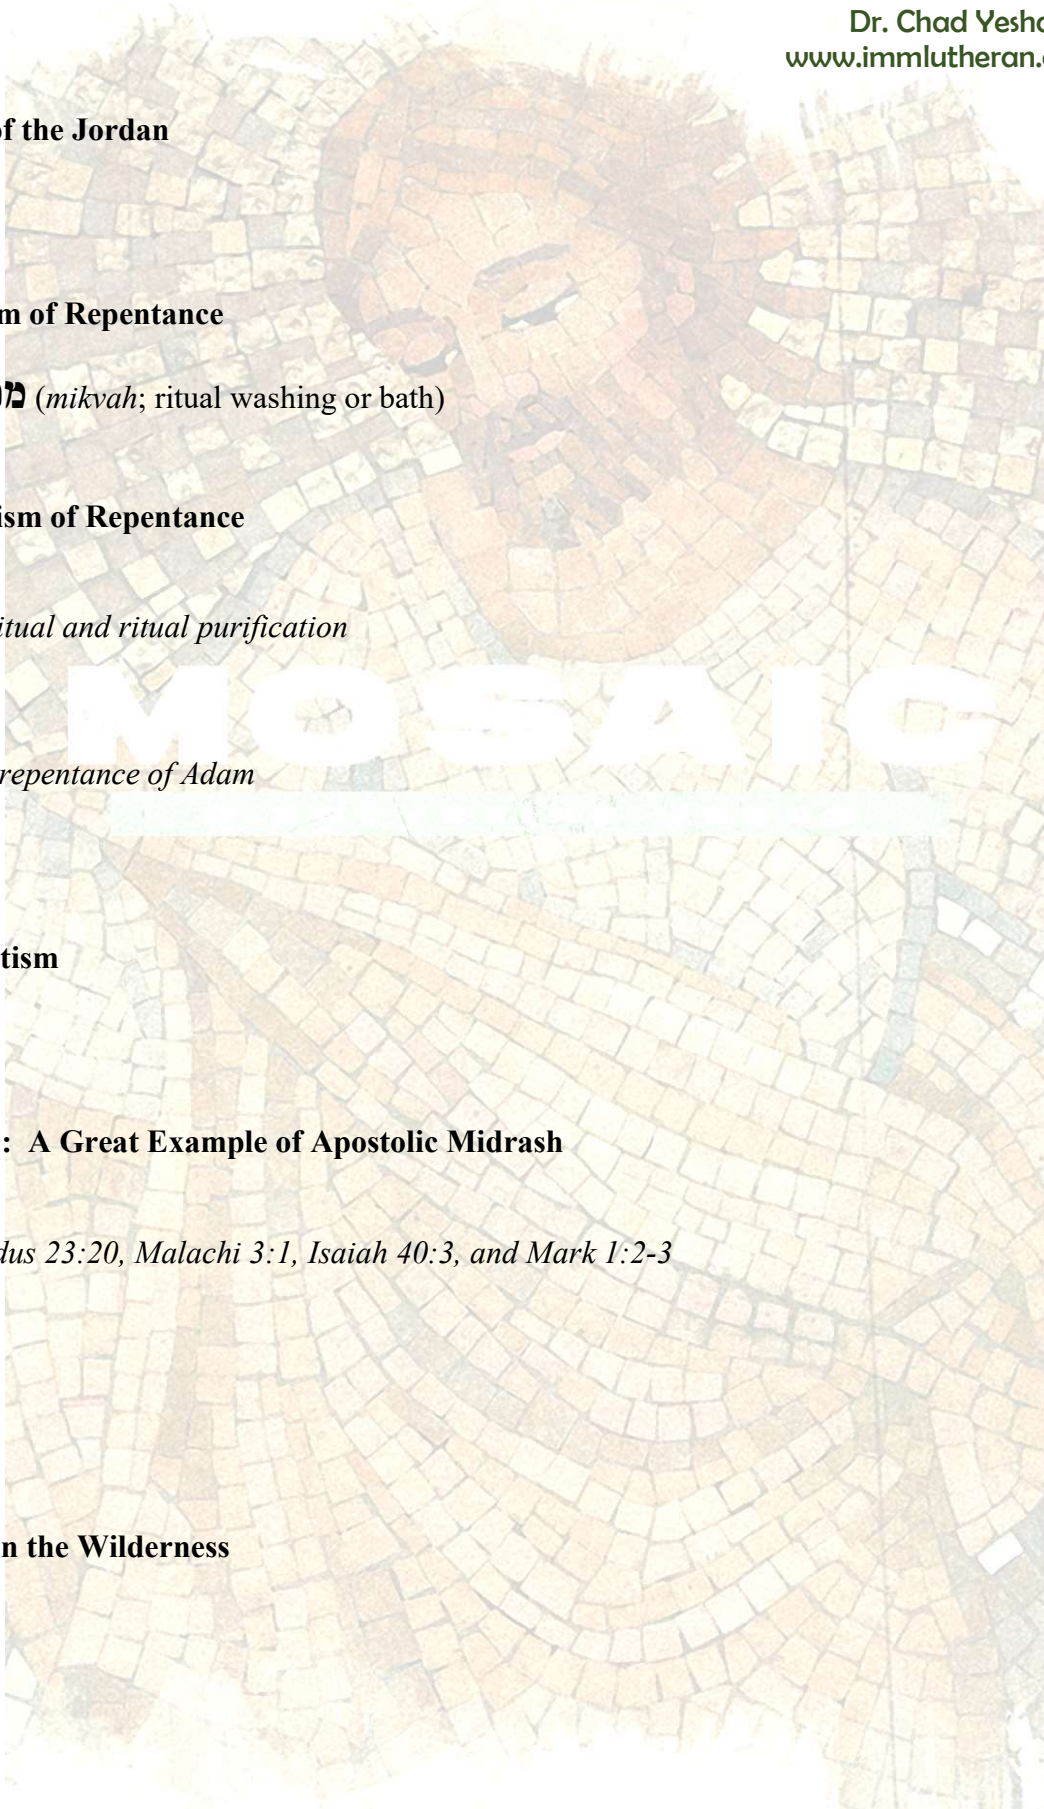 Dr. Chad Yesh
www.immlutheran.
of the Jordan
m of Repentance
(mikvah; ritual washing or bath)
ism of Repentance
itual and ritual purification
MOSAIC
repentance of Adam
tism
: A Great Example of Apostolic Midrash
dus 23:20, Malachi 3:1, Isaiah 40:3, and Mark 1:2-3
n the Wilderness